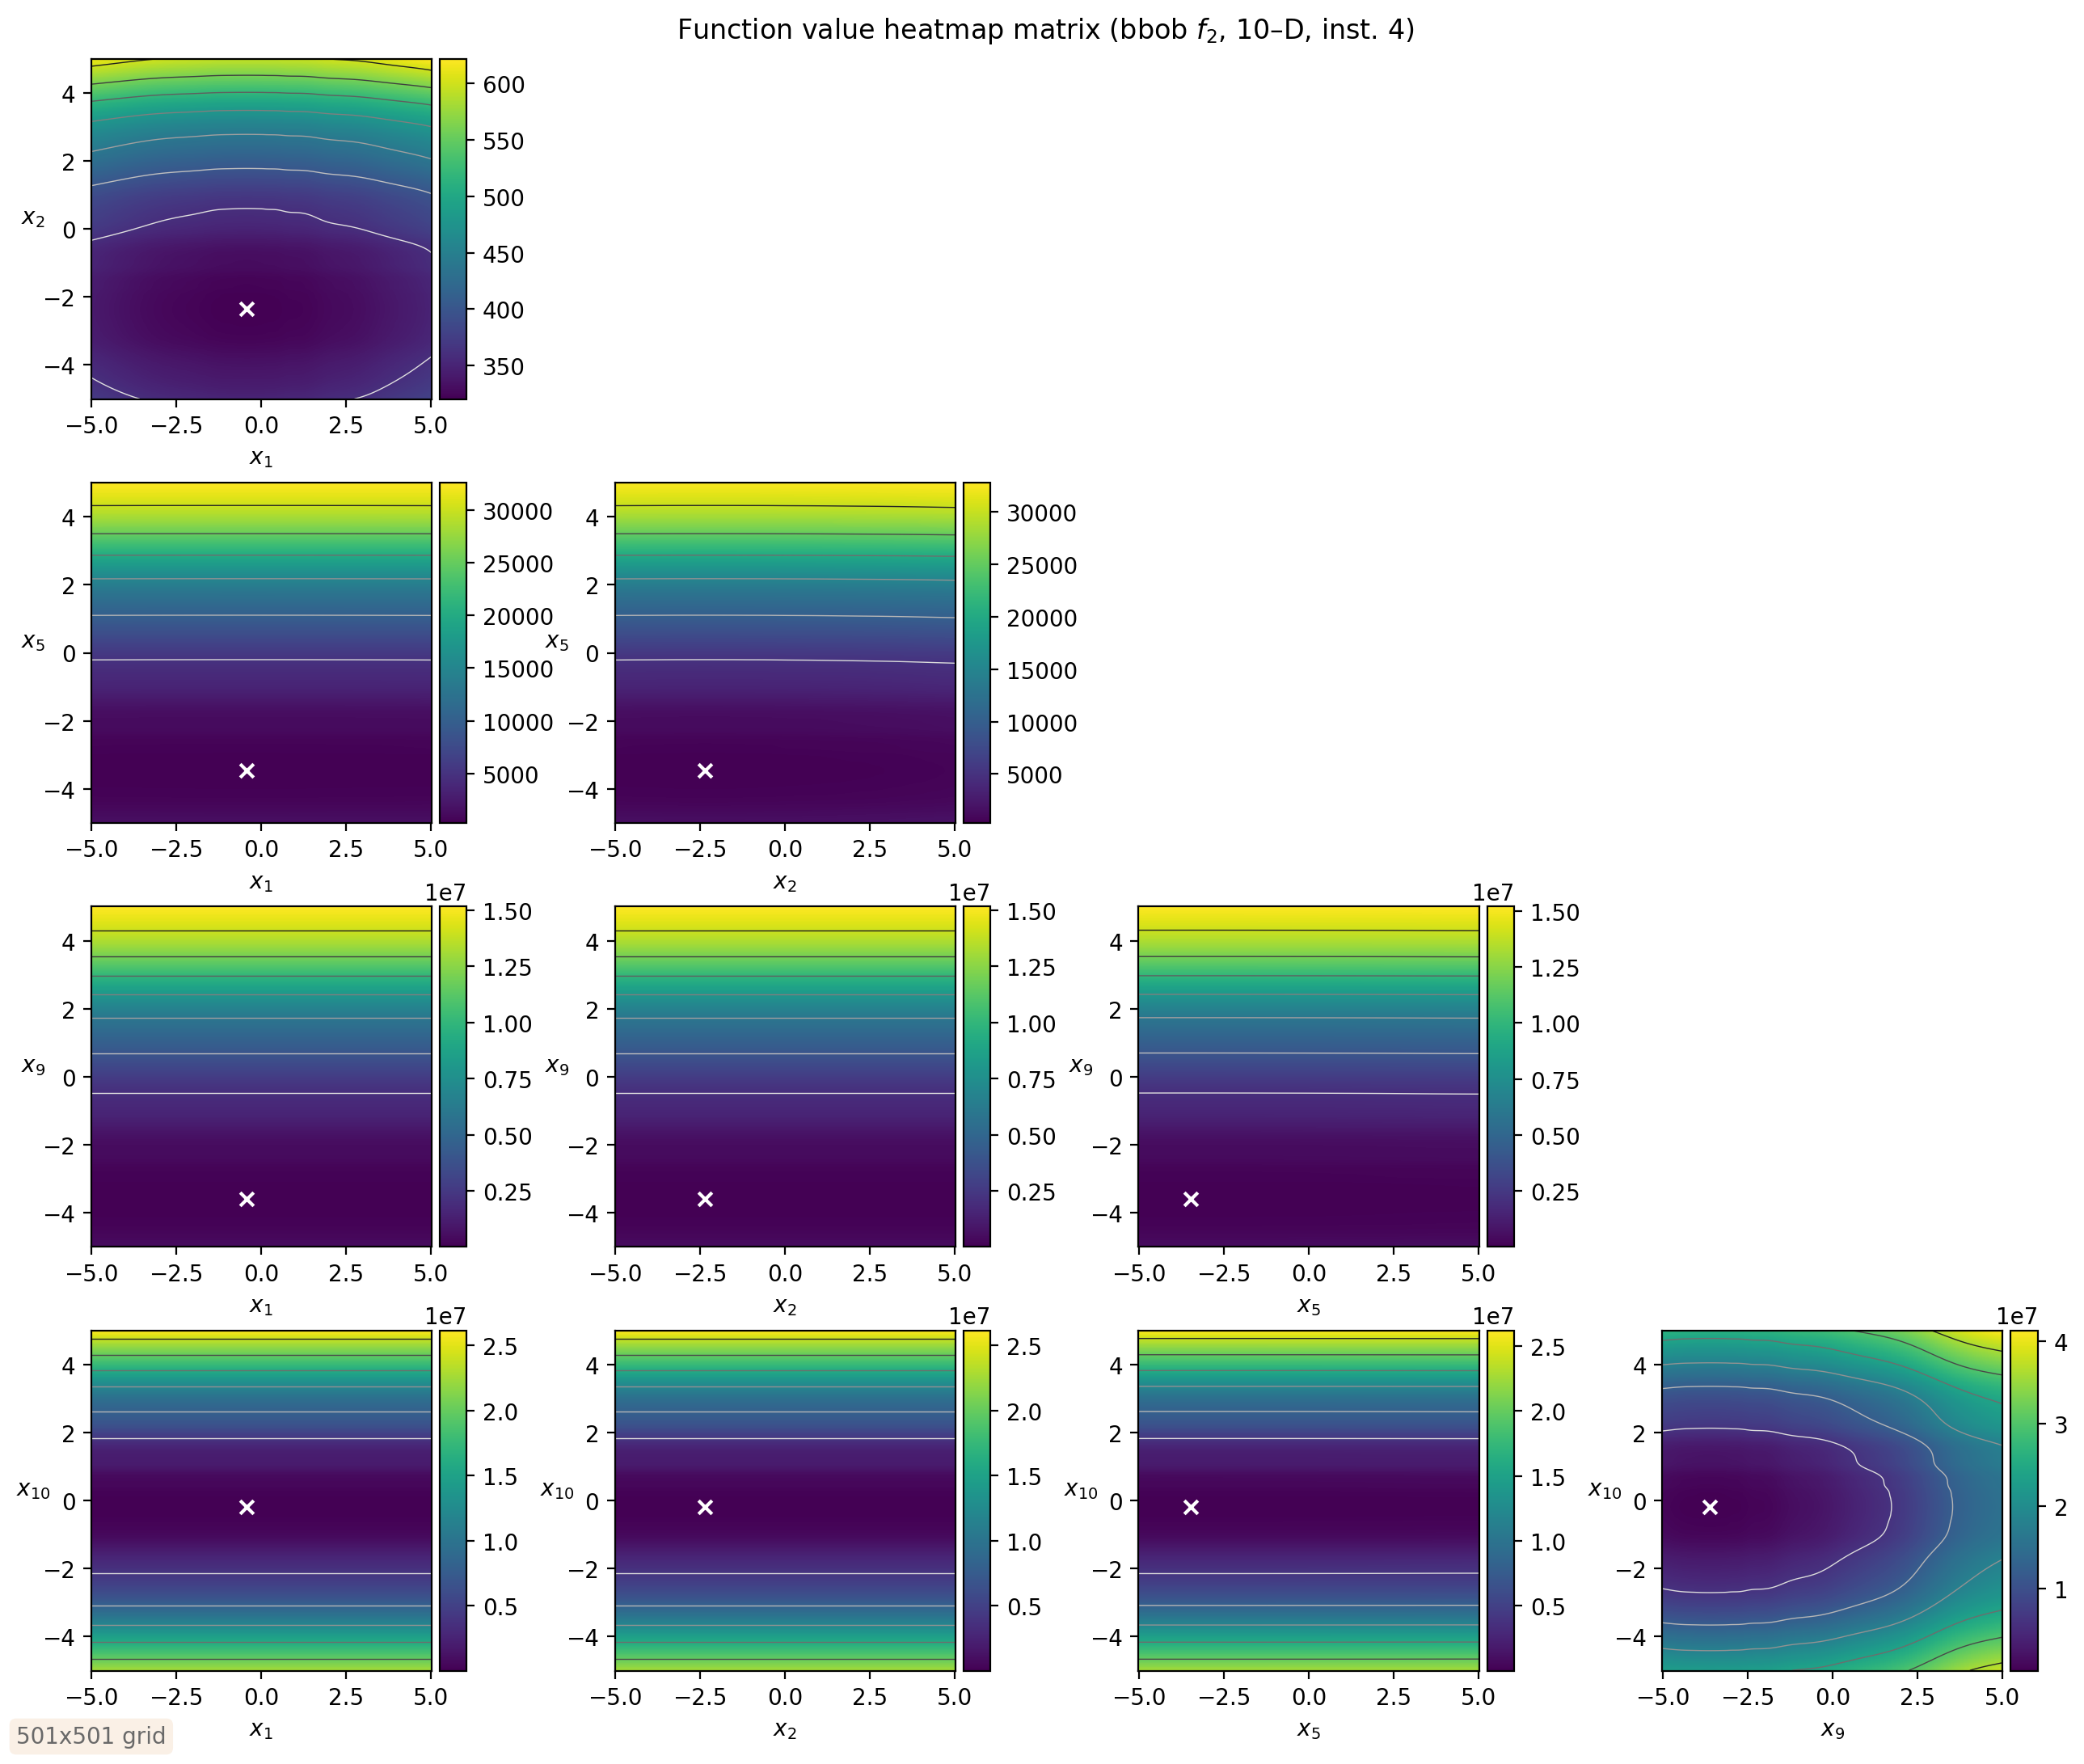 Function value heatmap matrix (bbob f₂, 10–D, inst. 4)
4
2
0
−2
−4
x₂
−5.0 −2.5 0.0 2.5 5.0
x₁
600
550
500
450
400
350
4
2
0
−2
−4
x₅
−5.0 −2.5 0.0 2.5 5.0
x₁
30000
25000
20000
15000
10000
5000
4
2
0
−2
−4
x₅
−5.0 −2.5 0.0 2.5 5.0
x₂
30000
25000
20000
15000
10000
5000
4
2
0
−2
−4
x₉
−5.0 −2.5 0.0 2.5 5.0
x₁
1e7
1.50
1.25
1.00
0.75
0.50
0.25
4
2
0
−2
−4
x₉
−5.0 −2.5 0.0 2.5 5.0
x₂
1e7
1.50
1.25
1.00
0.75
0.50
0.25
4
2
0
−2
−4
x₉
−5.0 −2.5 0.0 2.5 5.0
x₅
1e7
1.50
1.25
1.00
0.75
0.50
0.25
4
2
0
−2
−4
x₁₀
−5.0 −2.5 0.0 2.5 5.0
x₁
1e7
2.5
2.0
1.5
1.0
0.5
4
2
0
−2
−4
x₁₀
−5.0 −2.5 0.0 2.5 5.0
x₂
1e7
2.5
2.0
1.5
1.0
0.5
4
2
0
−2
−4
x₁₀
−5.0 −2.5 0.0 2.5 5.0
x₅
1e7
2.5
2.0
1.5
1.0
0.5
4
2
0
−2
−4
x₁₀
−5.0 −2.5 0.0 2.5 5.0
x₉
1e7
4
3
2
1
501x501 grid